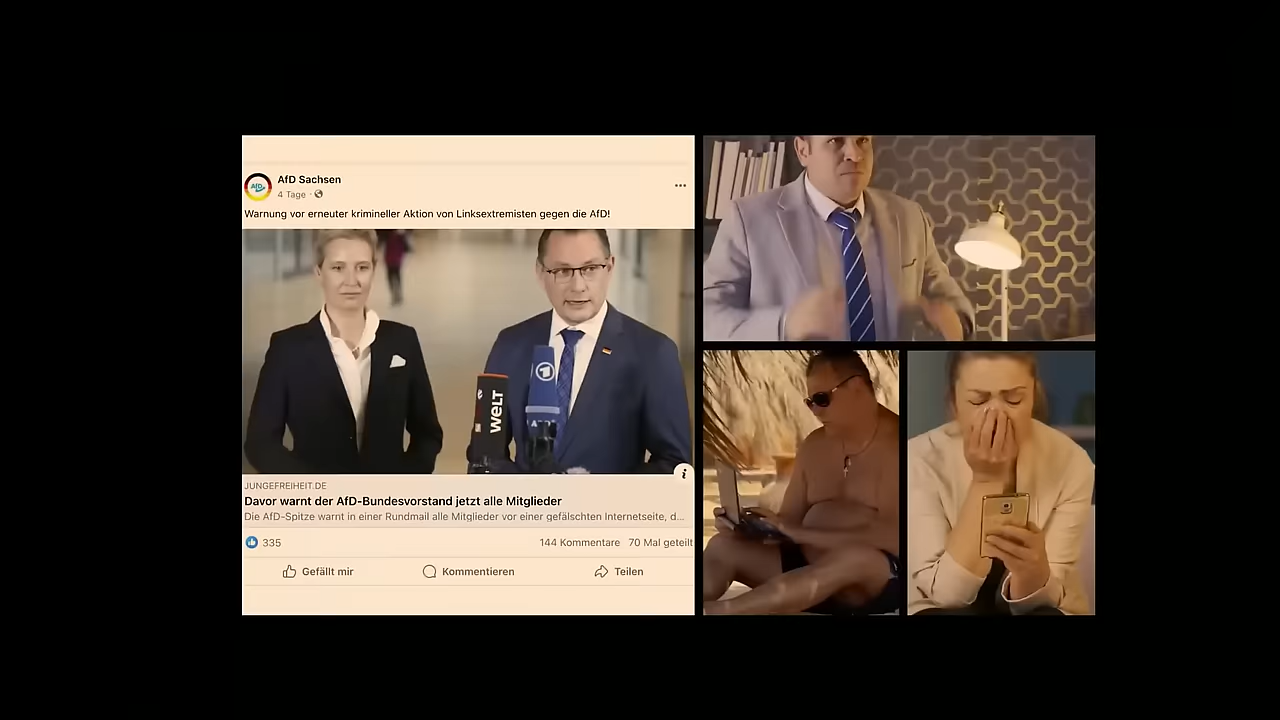 AfD
AfD Sachsen
4 Tage ·
Warnung vor erneuter krimineller Aktion von Linksextremisten gegen die AfD!
welt
1
JUNGEFREIHEIT.DE
Davor warnt der AfD-Bundesvorstand jetzt alle Mitglieder
Die AfD-Spitze warnt in einer Rundmail alle Mitglieder vor einer gefälschten Internetseite, d...
335
144 Kommentare 70 Mal geteilt
Gefällt mir Kommentieren Teilen